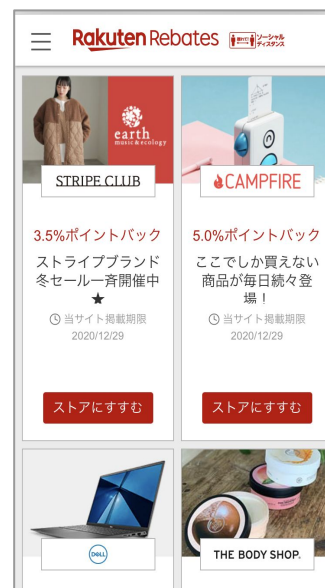 Rakuten Rebates
ソーシャル
ディスタンス
earth
music & ecology
STRIPE CLUB
3.5%ポイントバック
ストライプブランド
冬セール一斉開催中
★
当サイト掲載期限
2020/12/29
ストアにすすむ
CAMPFIRE
5.0%ポイントバック
ここでしか買えない
商品が毎日続々登
場！
当サイト掲載期限
2020/12/29
ストアにすすむ
DELL
THE BODY SHOP.